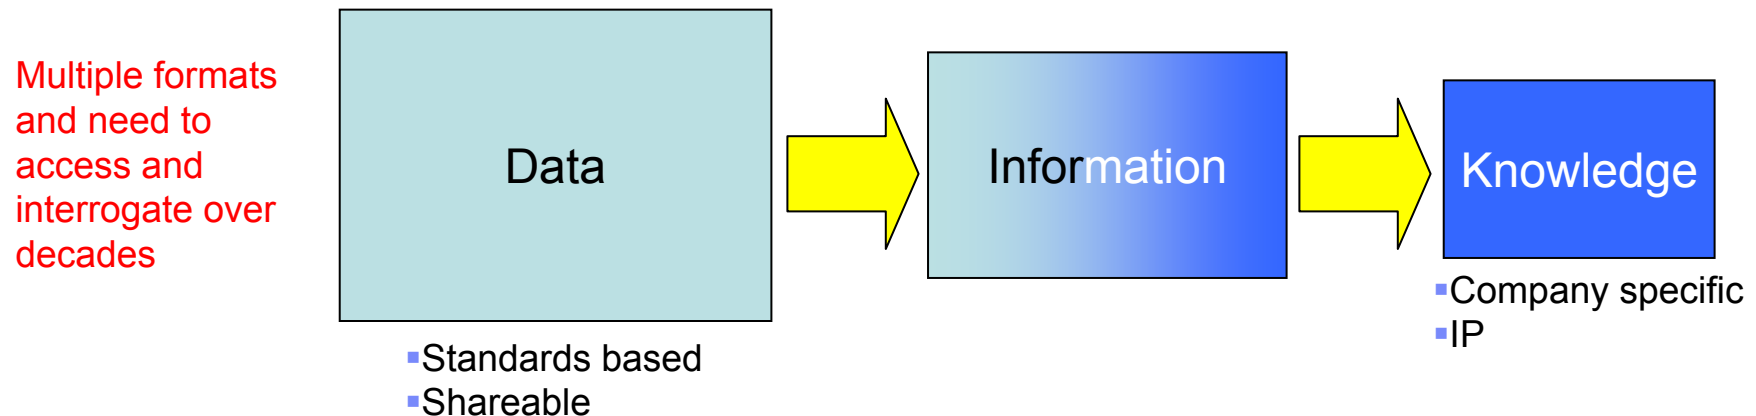 Multiple formats
and need to
access and
interrogate over
decades
Data
Information
Knowledge
▪Standards based
▪Shareable
▪Company specific
▪IP